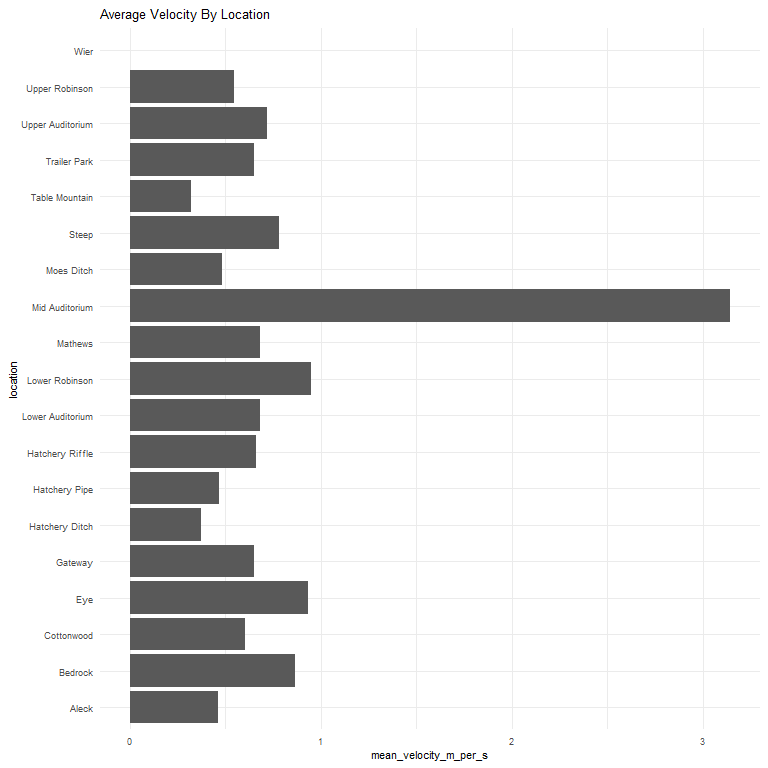 Average Velocity By Location
Wier
Upper Robinson
Upper Auditorium
Trailer Park
Table Mountain
Steep
Moes Ditch
Mid Auditorium
Mathews
Lower Robinson
Lower Auditorium
Hatchery Riffle
Hatchery Pipe
Hatchery Ditch
Gateway
Eye
Cottonwood
Bedrock
Aleck
location
0 1 2 3
mean_velocity_m_per_s